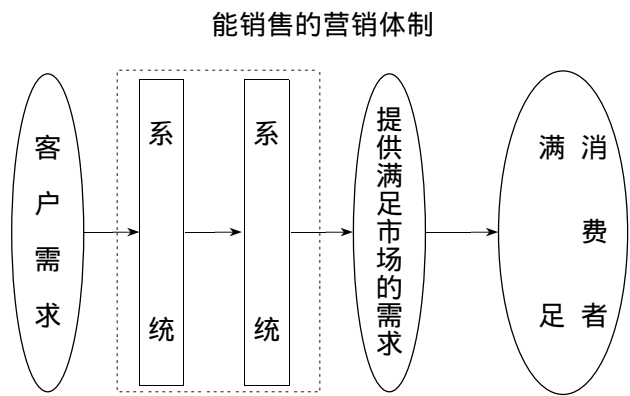 能销售的营销体制
客户需求
系统
系统
提供满足市场的需求
消费者
满足